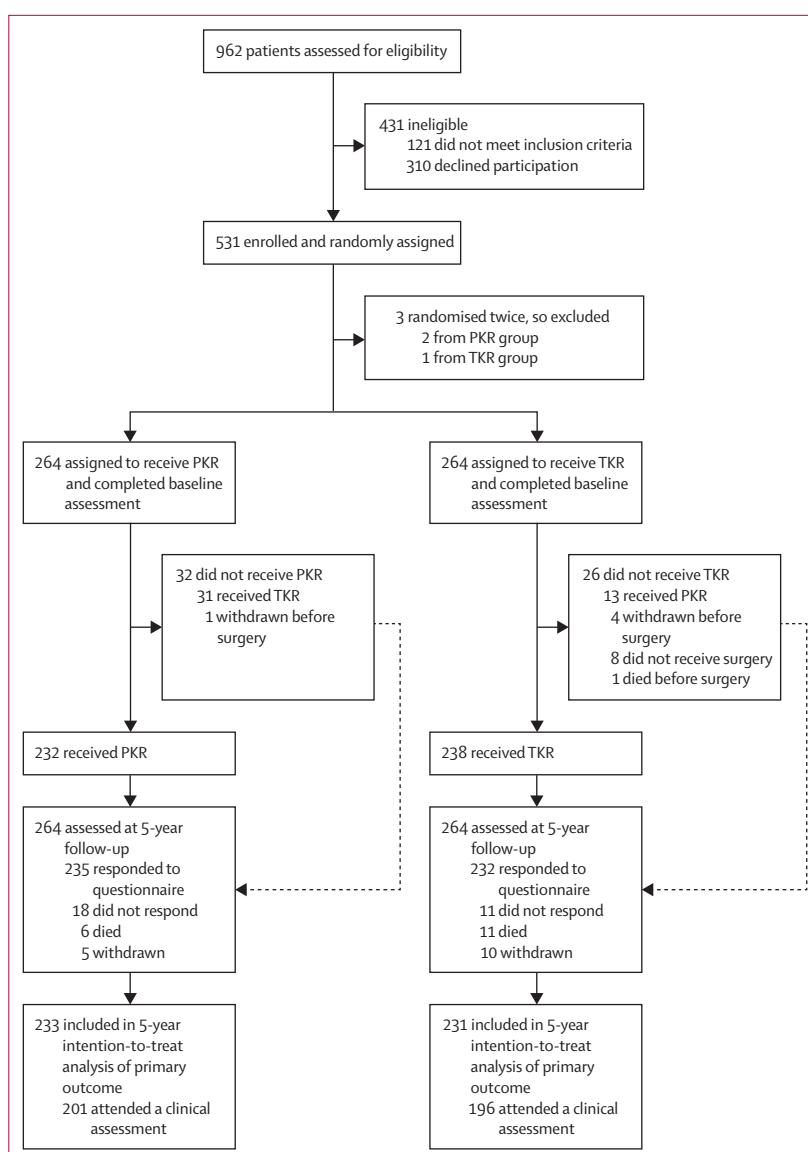 962 patients assessed for eligibility
431 ineligible
121 did not meet inclusion criteria
310 declined participation
531 enrolled and randomly assigned
3 randomised twice, so excluded
2 from PKR group
1 from TKR group
264 assigned to receive PKR
and completed baseline
assessment
264 assigned to receive TKR
and completed baseline
assessment
32 did not receive PKR
31 received TKR
1 withdrawn before
surgery
26 did not receive TKR
13 received PKR
4 withdrawn before
surgery
8 did not receive surgery
1 died before surgery
232 received PKR
238 received TKR
264 assessed at 5-year
follow-up
235 responded to
questionnaire
18 did not respond
6 died
5 withdrawn
264 assessed at 5-year
follow-up
232 responded to
questionnaire
11 did not respond
11 died
10 withdrawn
233 included in 5-year
intention-to-treat
analysis of primary
outcome
201 attended a clinical
assessment
231 included in 5-year
intention-to-treat
analysis of primary
outcome
196 attended a clinical
assessment